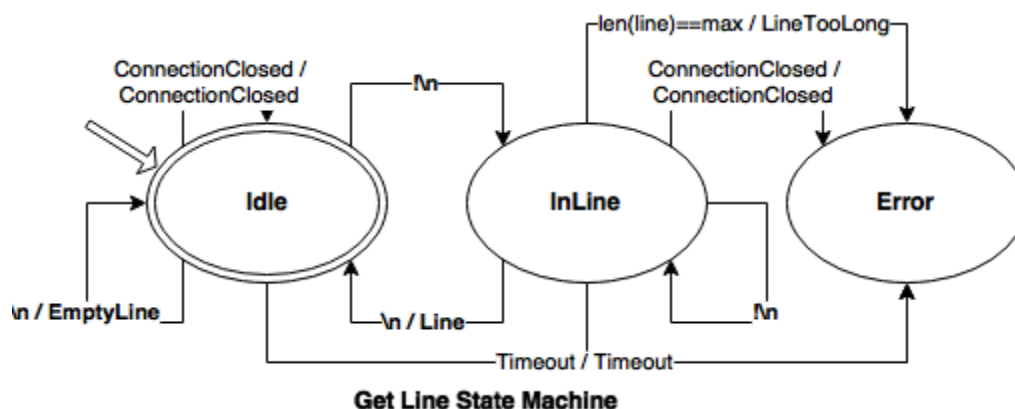 len(line)==max / LineTooLong
ConnectionClosed /
ConnectionClosed
!\n
ConnectionClosed /
ConnectionClosed
Idle
InLine
Error
\n / EmptyLine
\n / Line
!\n
Timeout / Timeout
Get Line State Machine